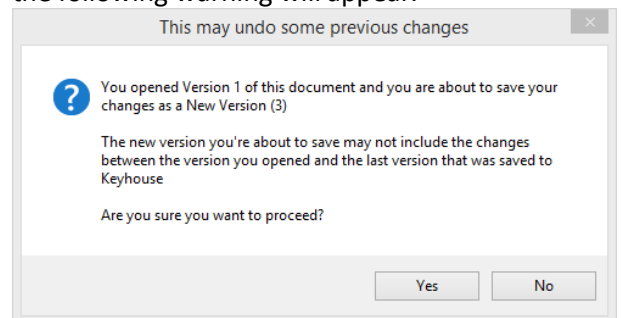 the following warning will appear:
This may undo some previous changes
You opened Version 1 of this document and you are about to save your
changes as a New Version (3)
The new version you're about to save may not include the changes
between the version you opened and the last version that was saved to
Keyhouse
Are you sure you want to proceed?
Yes No